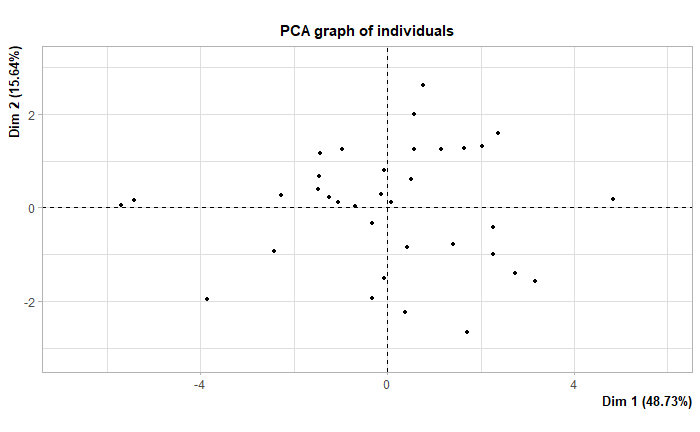 PCA graph of individuals
Dim 2 (15.64%)
2
0
-2
-4
0
4
Dim 1 (48.73%)